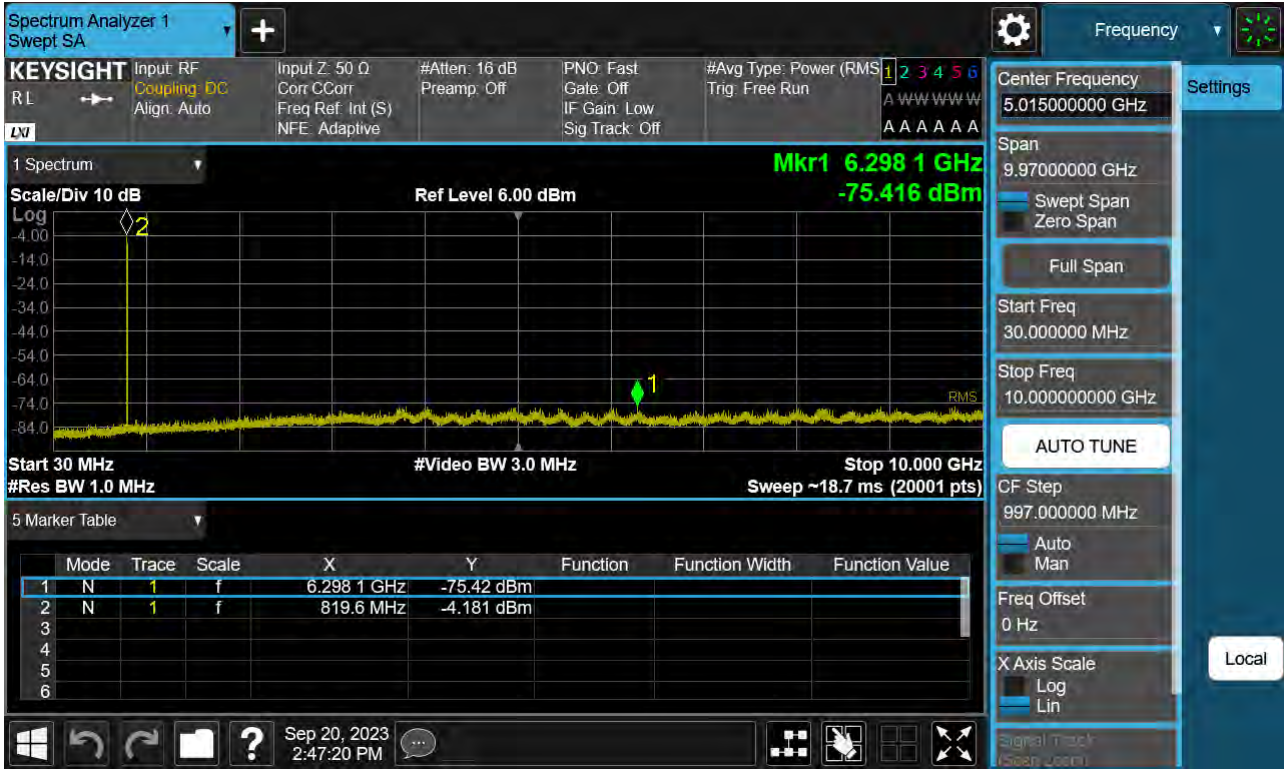 Spectrum Analyzer 1
Swept SA
Frequency
KEYSIGHT
RL
LXI
Input: RF
Coupling: DC
Align: Auto
Input Z: 50 Ω
Corr CCorr
Freq Ref: Int (S)
NFE: Adaptive
#Atten: 16 dB
Preamp: Off
PNO: Fast
Gate: Off
IF Gain: Low
Sig Track: Off
#Avg Type: Power (RMS
Trig: Free Run
1 2 3 4 5 6
A W W W W W
A A A A A A
1 Spectrum
Mkr1 6.298 1 GHz
Scale/Div 10 dB
Ref Level 6.00 dBm
-75.416 dBm
Log
2
-4.00
-14.0
-24.0
-34.0
-44.0
-54.0
-64.0
1
-74.0
RMS
-84.0
Start 30 MHz
#Video BW 3.0 MHz
Stop 10.000 GHz
#Res BW 1.0 MHz
Sweep ~18.7 ms (20001 pts)
5 Marker Table
Mode Trace Scale X Y Function Function Width Function Value
1 N 1 f 6.298 1 GHz -75.42 dBm
2 N 1 f 819.6 MHz -4.181 dBm
3
4
5
6
Sep 20, 2023
2:47:20 PM
Center Frequency
5.015000000 GHz
Settings
Span
9.97000000 GHz
Swept Span
Zero Span
Full Span
Start Freq
30.000000 MHz
Stop Freq
10.000000000 GHz
AUTO TUNE
CF Step
997.000000 MHz
Auto
Man
Freq Offset
0 Hz
X Axis Scale
Log
Lin
Local
Signal Track
(Span Zoom)